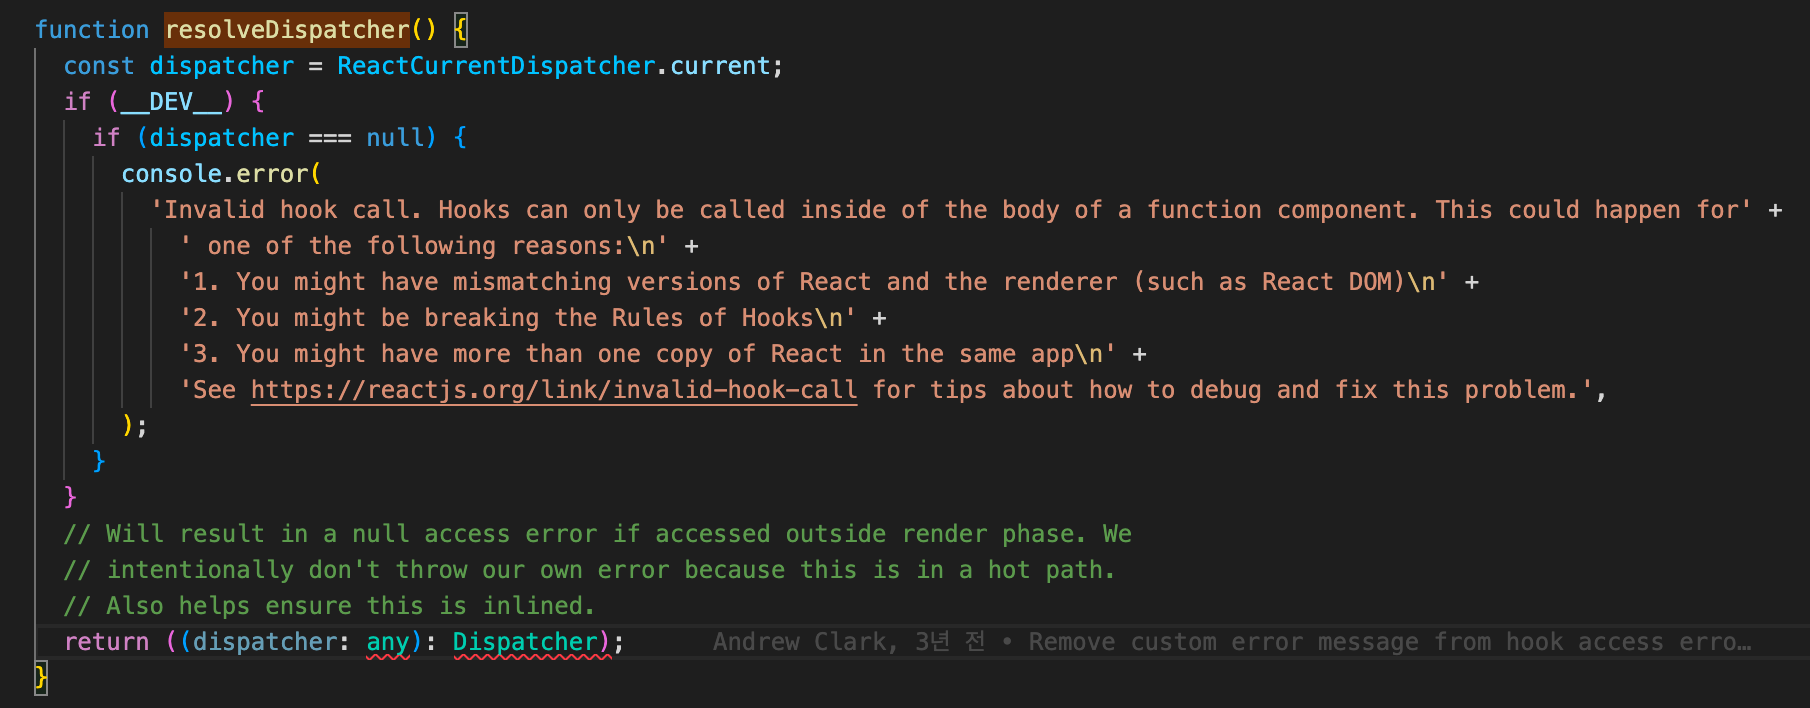 function resolveDispatcher() {
const dispatcher = ReactCurrentDispatcher.current;
if (__DEV__) {
if (dispatcher === null) {
console.error(
'Invalid hook call. Hooks can only be called inside of the body of a function component. This could happen for' +
' one of the following reasons:\n' +
'1. You might have mismatching versions of React and the renderer (such as React DOM)\n' +
'2. You might be breaking the Rules of Hooks\n' +
'3. You might have more than one copy of React in the same app\n' +
'See https://reactjs.org/link/invalid-hook-call for tips about how to debug and fix this problem.',
);
}
}
// Will result in a null access error if accessed outside render phase. We
// intentionally don't throw our own error because this is in a hot path.
// Also helps ensure this is inlined.
return ((dispatcher: any): Dispatcher); Andrew Clark, 3년 전 • Remove custom error message from hook access erro…
}